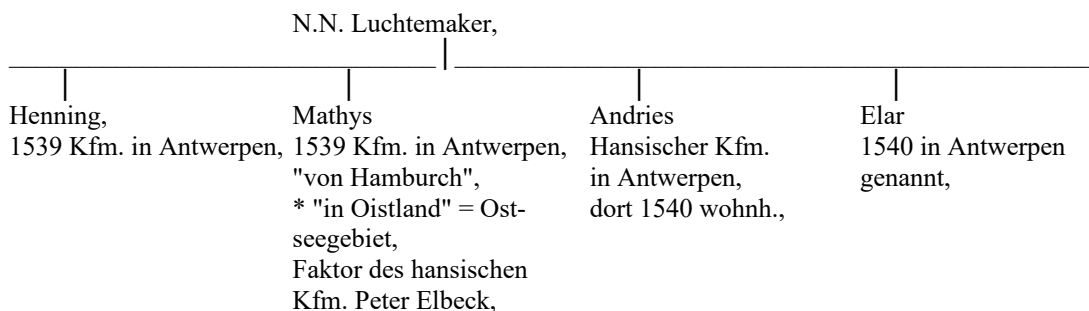 N.N. Luchtemaker,
Henning,
1539 Kfm. in Antwerpen,
Mathys
1539 Kfm. in Antwerpen,
"von Hamburch",
* "in Oistland" = Ost-
seegebiet,
Faktor des hansischen
Kfm. Peter Elbeck,
Andries
Hansischer Kfm.
in Antwerpen,
dort 1540 wohnh.,
Elar
1540 in Antwerpen
genannt,